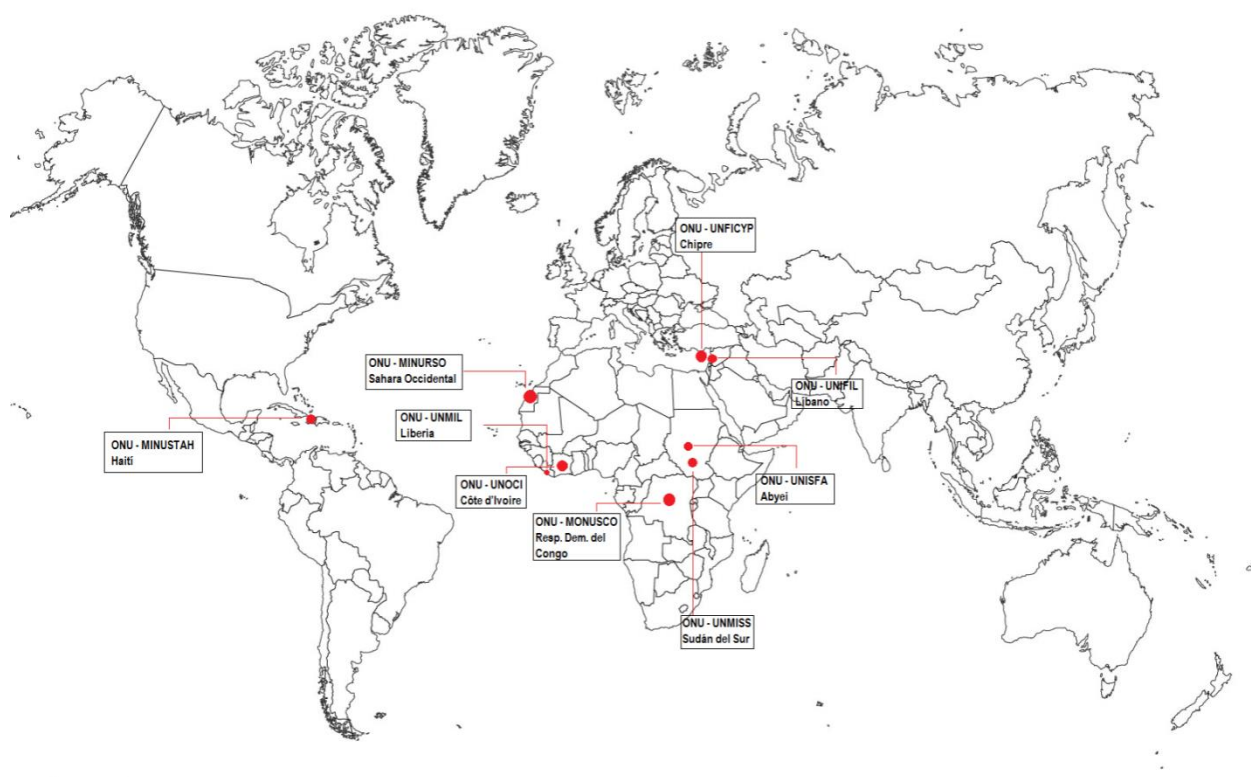 ONU - UNFICYP
Chipre
ONU - MINURSO
Sahara Occidental
ONU - UNIFIL
Líbano
ONU - UNMIL
Liberia
ONU - MINUSTAH
Haití
ONU - UNOCI
Côte d'Ivoire
ONU - UNISFA
Abyei
ONU - MONUSCO
Resp. Dem. del
Congo
ONU - UNMISS
Sudán del Sur